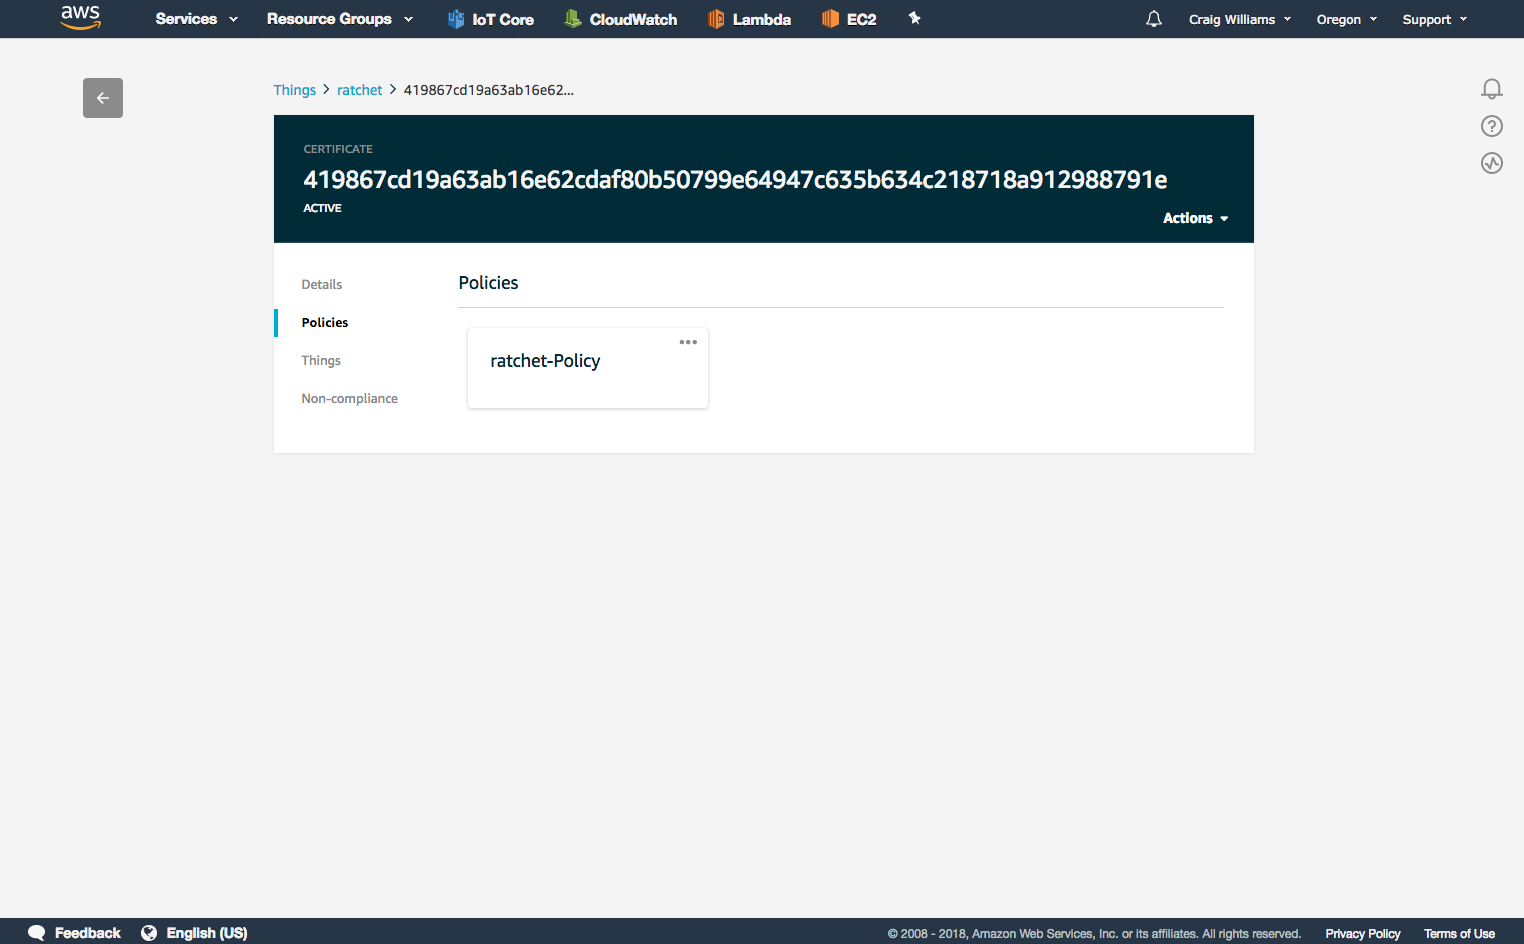 aws Services Resource Groups IoT Core CloudWatch Lambda EC2 Craig Williams Oregon Support
Things > ratchet > 419867cd19a63ab16e62...
CERTIFICATE
419867cd19a63ab16e62cdaf80b50799e64947c635b634c218718a912988791e
ACTIVE
Actions
Details
Policies
Things
Non-compliance
Policies
ratchet-Policy
Feedback English (US) © 2008 - 2018, Amazon Web Services, Inc. or its affiliates. All rights reserved. Privacy Policy Terms of Use